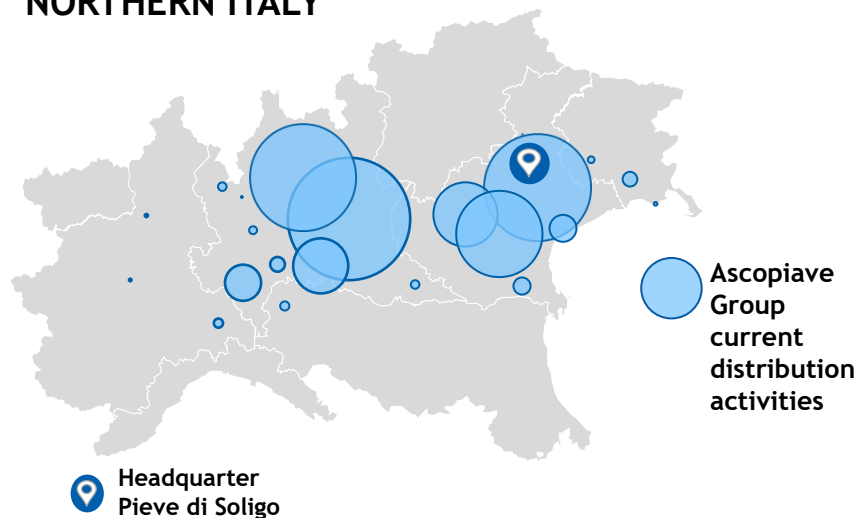 NORTHERN ITALY
Ascopiave
Group
current
distribution
activities
Headquarter
Pieve di Soligo